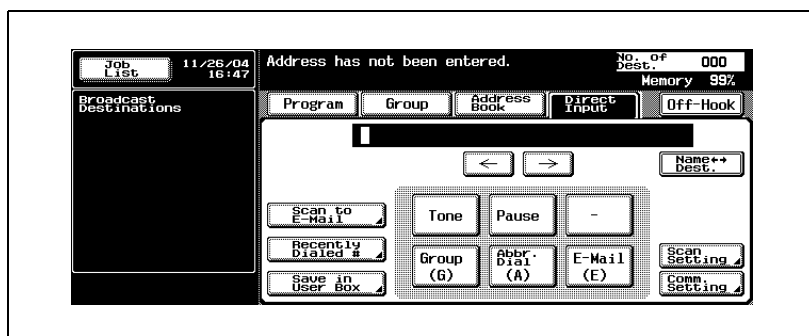 Job List
11/26/04
16:47
Address has not been entered.
No. of Dest. 000
Memory 99%
Broadcast
Destinations
Program
Group
Address Book
Direct Input
Off-Hook
← →
Name↔ Dest.
Scan to E-Mail
Tone
Pause
-
Recently Dialed #
Group (G)
Abbr. Dial (A)
E-Mail (E)
Scan Setting
Save in User Box
Comm. Setting